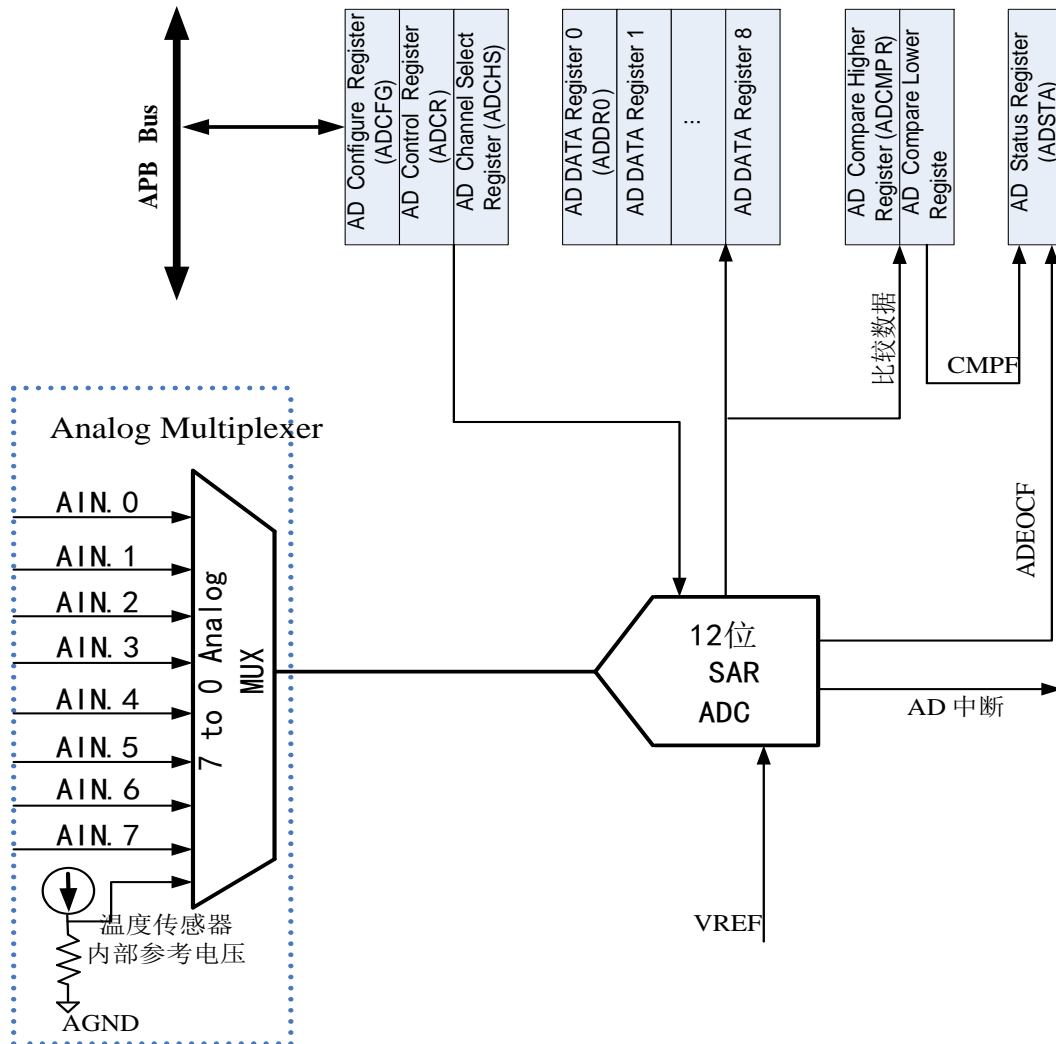 APB Bus
AD Configure Register
(ADCFG)
AD Control Register
(ADCR)
AD Channel Select
Register (ADCHS)
AD DATA Register 0
(ADDR0)
AD DATA Register 1
...
AD DATA Register 8
AD Compare Higher
Register (ADCMPR)
AD Compare Lower
Registe
AD Status Register
(ADSTA)
比较数据
CMPF
ADEOCF
Analog Multiplexer
AIN. 0
AIN. 1
AIN. 2
AIN. 3
AIN. 4
AIN. 5
AIN. 6
AIN. 7
7 to 0 Analog
MUX
12位
SAR
ADC
AD 中断
VREF
温度传感器
内部参考电压
AGND